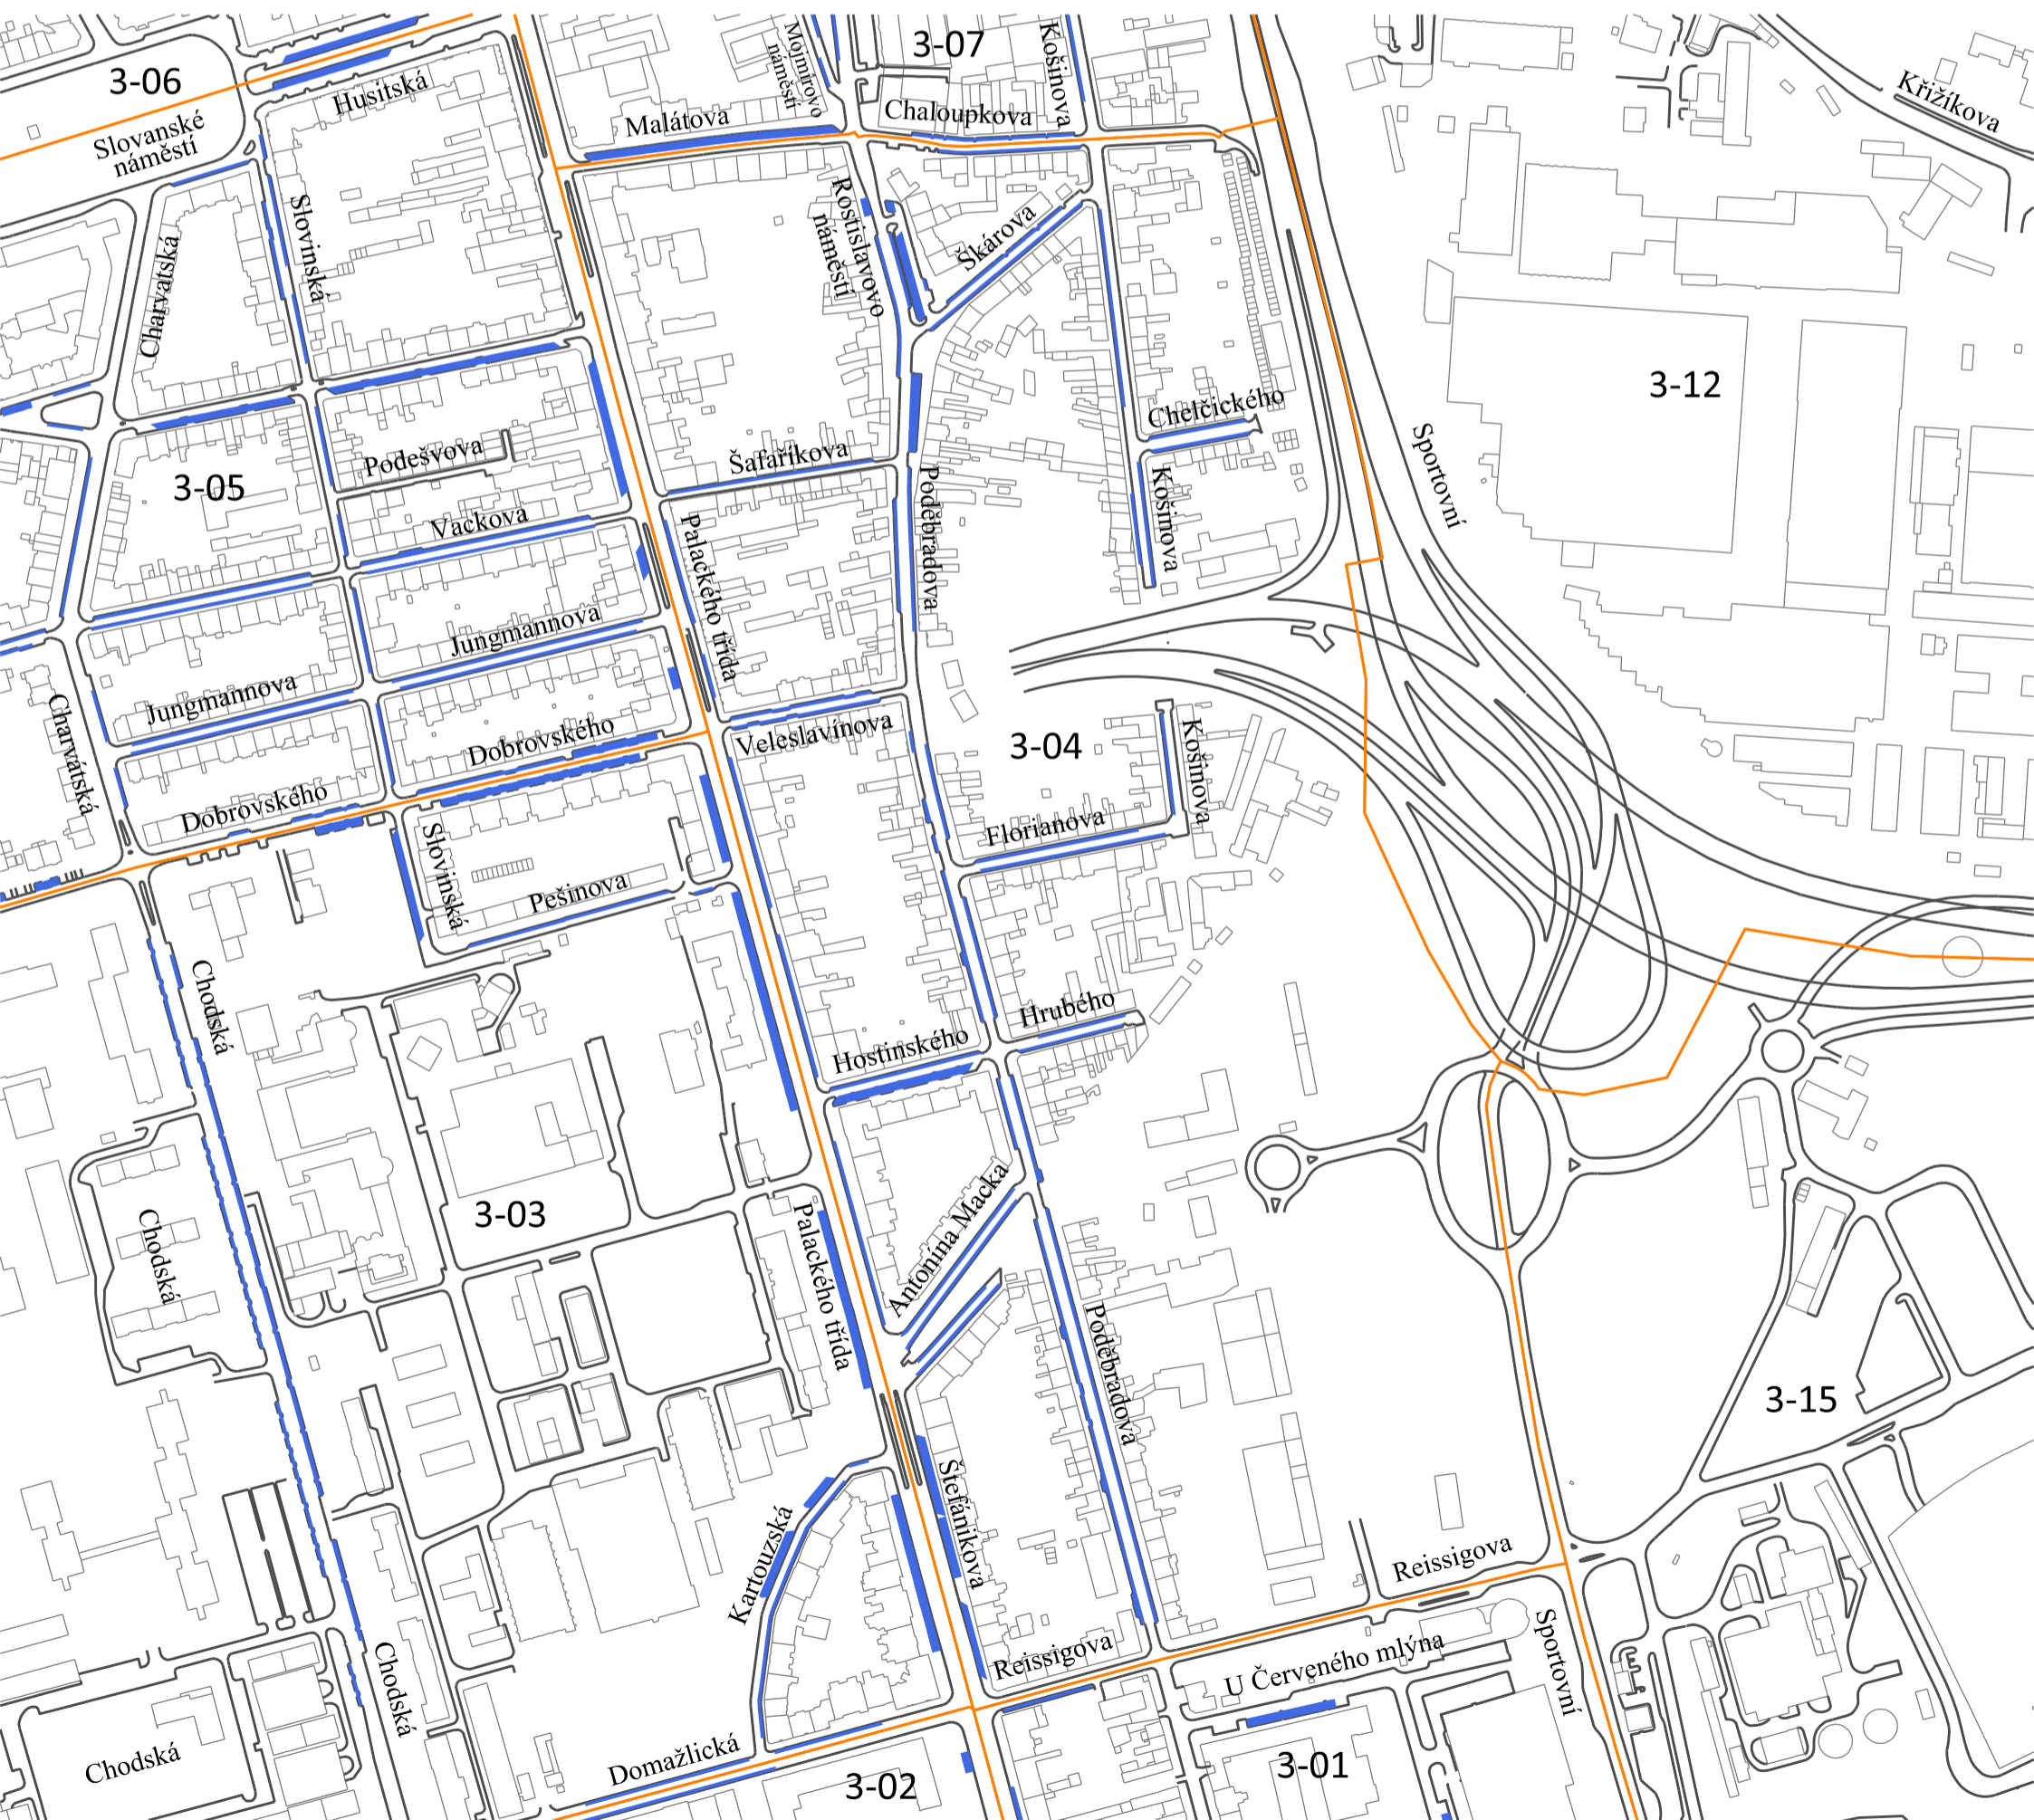 3-06
Slovanské
náměstí
Husitská
Malátova
Mojmírovo
náměstí
3-07
Košinova
Chaloupkova
Křižíkova
Charvatská
Slovinská
Rostislavovo
náměstí
Škárova
3-12
Chelčického
Sportovní
3-05
Podešvova
Vackova
Šafaříkova
Poděbradova
Košinova
Palackého třída
Jungmannova
Jungmannova
Charvátská
Dobrovského
Dobrovského
Veleslavínova
3-04
Košinova
Florianova
Slovinská
Pešinova
Chodská
Hrubého
Hostinského
3-03
Chodská
Palackého třída
Antonína Macka
Poděbradova
3-15
Štefánikova
Kartouzská
Reissigova
Reissigova
U Červeného mlýna
Sportovní
Chodská
Chodská
Domažlická
3-02
3-01